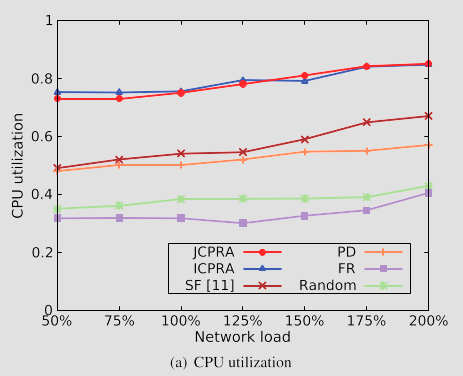 1
0.8
0.6
0.4
0.2
0
CPU utilization
JCPRA
ICPRA
SF [11]
PD
FR
Random
50% 75% 100% 125% 150% 175% 200%
Network load
(a) CPU utilization